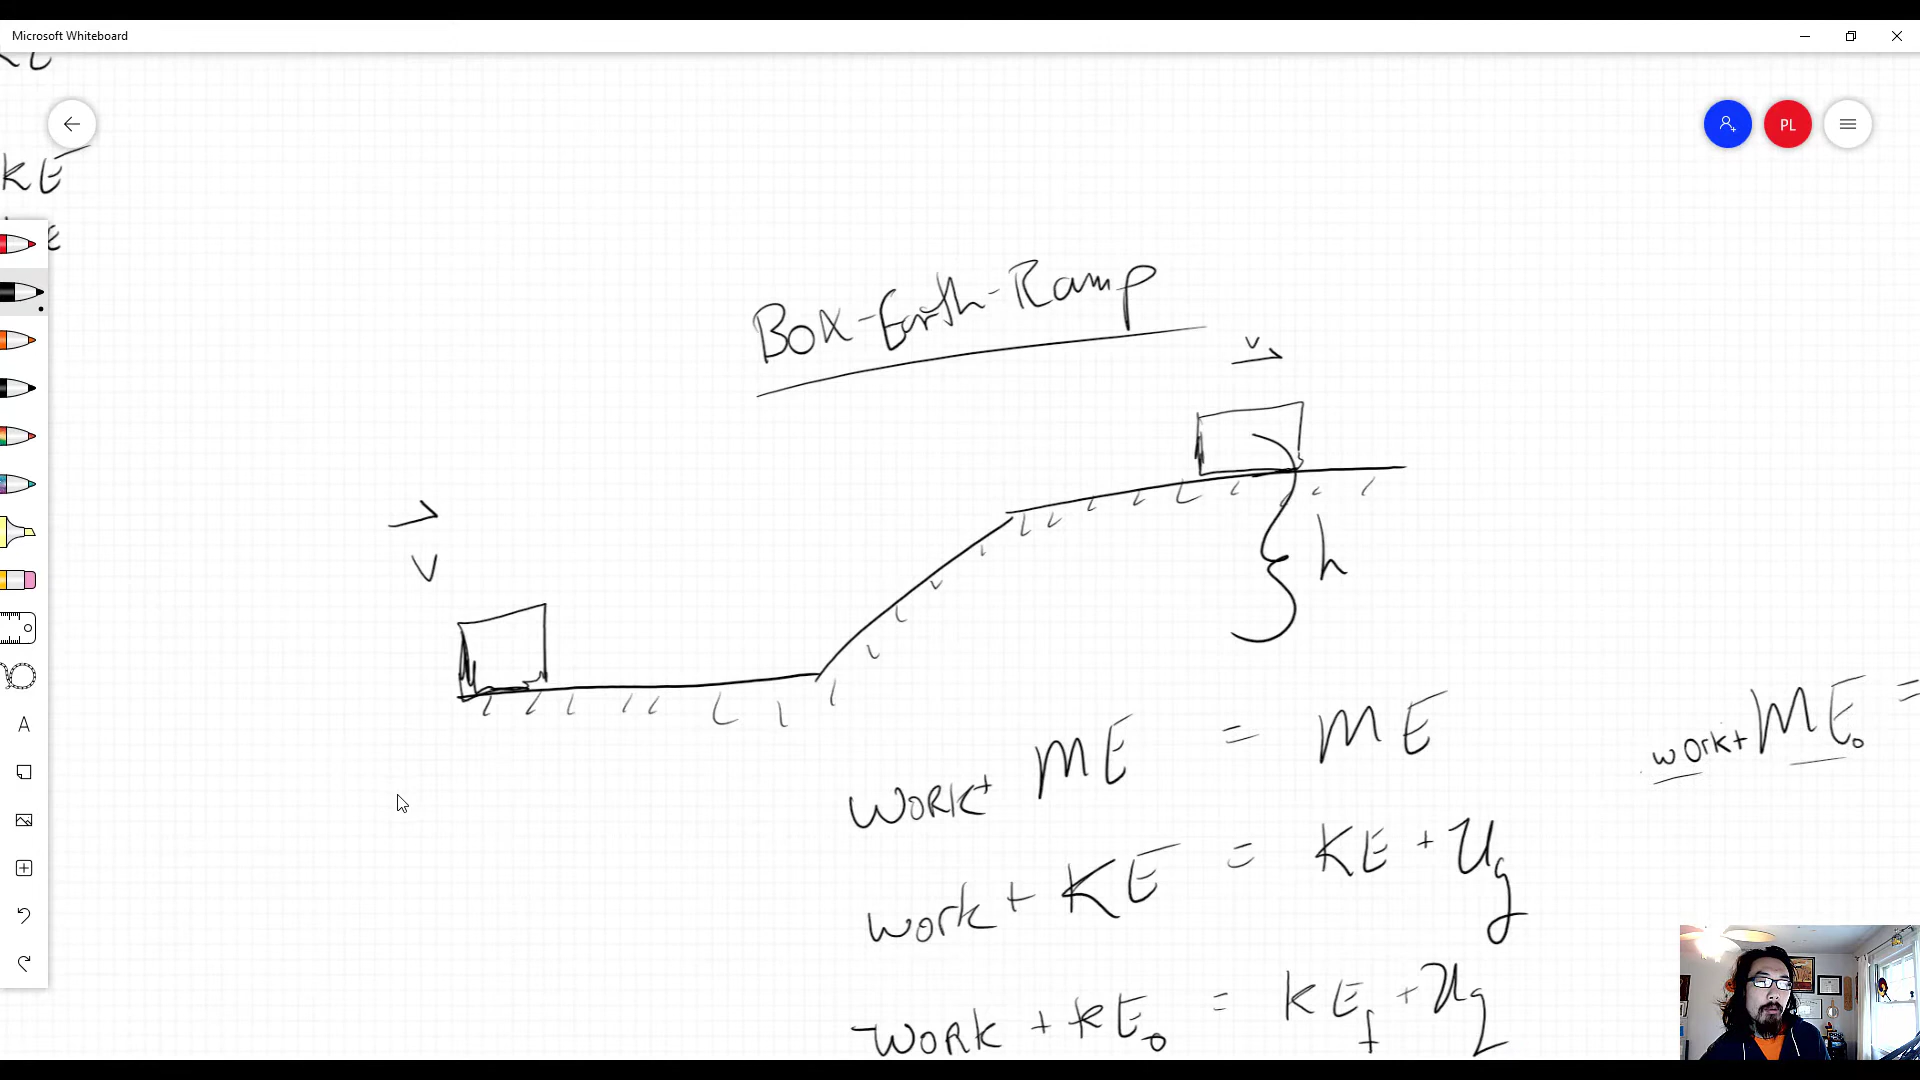 Microsoft Whiteboard
KE
KE
PL
Box-Earth-Ramp
v
v
h
work+ ME = ME
work+ ME₀ =
work + KE = KE + Ug
-work + KE₀ = KEf + Ug
A